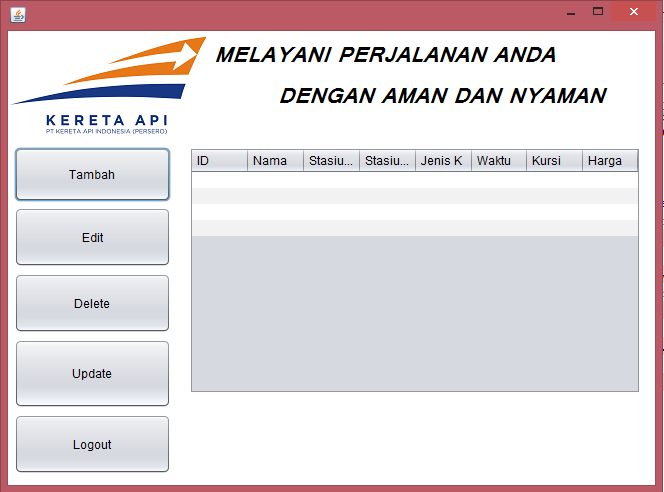 MELAYANI PERJALANAN ANDA
DENGAN AMAN DAN NYAMAN
KERETA API
PT KERETA API INDONESIA (PERSERO)
Tambah
Edit
Delete
Update
Logout
ID Nama Stasiu... Stasiu... Jenis K Waktu Kursi Harga